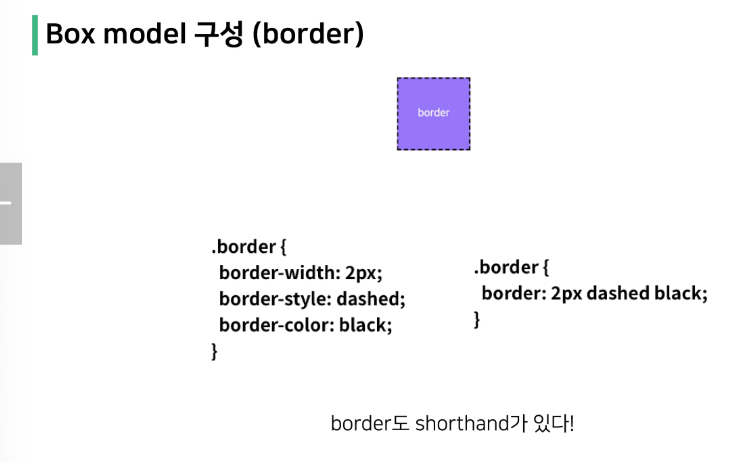 Box model 구성 (border)
border
.border {
border-width: 2px;
border-style: dashed;
border-color: black;
}
.border {
border: 2px dashed black;
}
border도 shorthand가 있다!